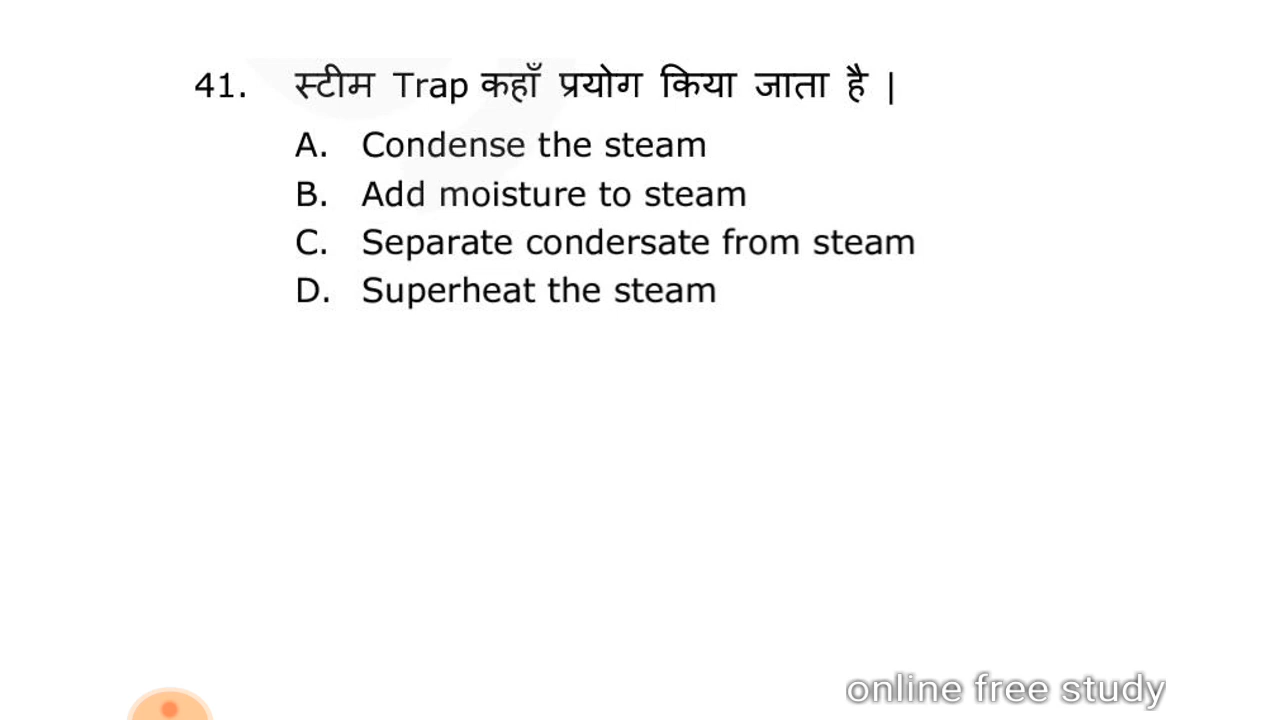 41. स्टीम Trap कहाँ प्रयोग किया जाता है |
A. Condense the steam
B. Add moisture to steam
C. Separate condersate from steam
D. Superheat the steam
online free study